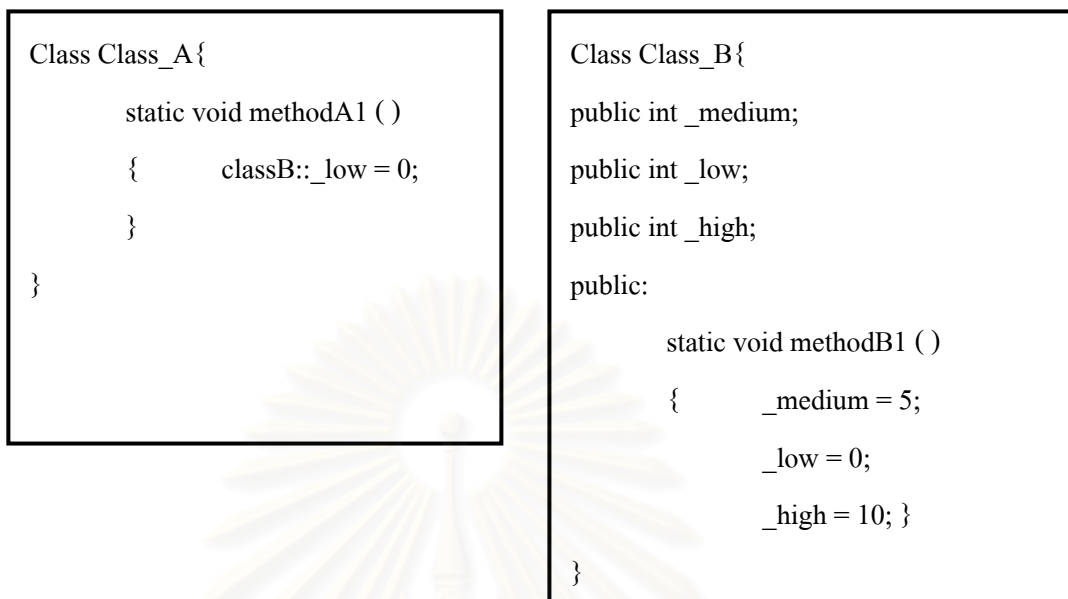 Class Class_A{
static void methodA1 ( )
{ classB::_low = 0;
}
}
Class Class_B{
public int _medium;
public int _low;
public int _high;
public:
static void methodB1 ( )
{ _medium = 5;
_low = 0;
_high = 10; }
}